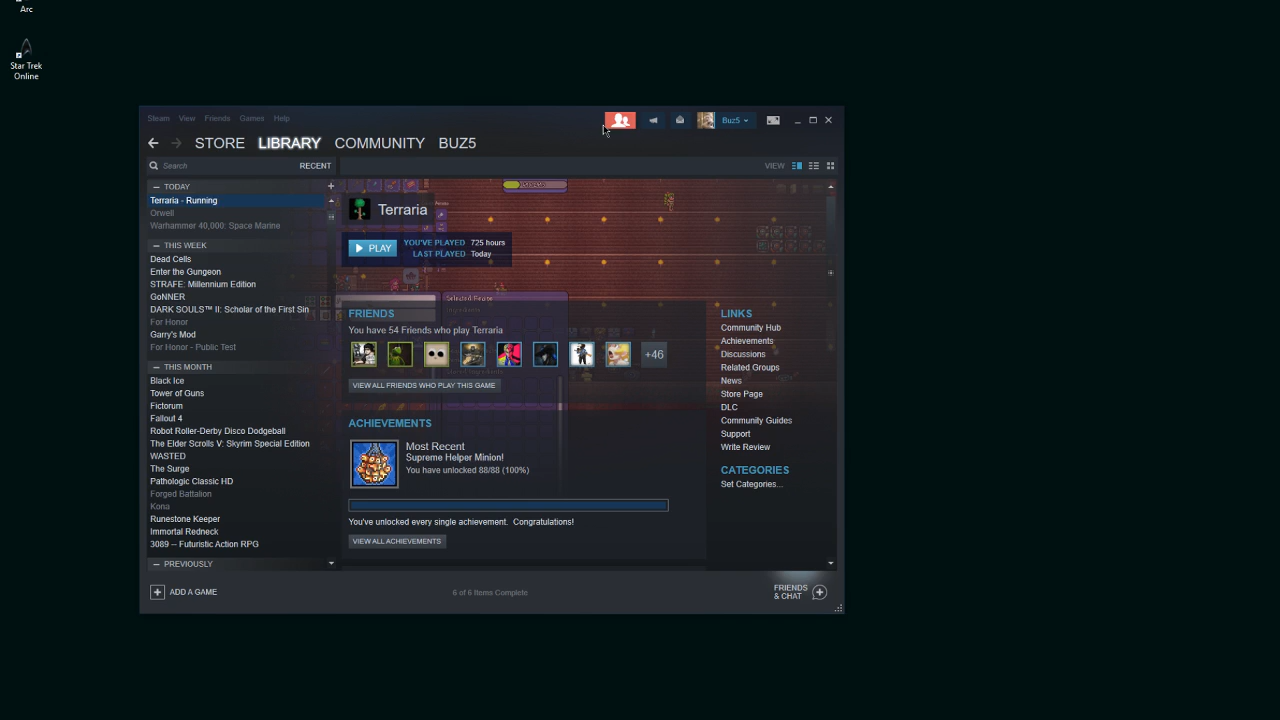 Arc
Star Trek
Online
Steam View Friends Games Help
Buz5
STORE LIBRARY COMMUNITY BUZ5
Search RECENT
VIEW
TODAY
Terraria - Running
Orwell
Warhammer 40,000: Space Marine
THIS WEEK
Dead Cells
Enter the Gungeon
STRAFE: Millennium Edition
GoNNER
DARK SOULS™ II: Scholar of the First Sin
For Honor
Garry's Mod
For Honor - Public Test
THIS MONTH
Black Ice
Tower of Guns
Fictorum
Fallout 4
Robot Roller-Derby Disco Dodgeball
The Elder Scrolls V: Skyrim Special Edition
WASTED
The Surge
Pathologic Classic HD
Forged Battalion
Kona
Runestone Keeper
Immortal Redneck
3089 -- Futuristic Action RPG
PREVIOUSLY
Terraria
PLAY
YOU'VE PLAYED 725 hours
LAST PLAYED Today
FRIENDS
You have 54 Friends who play Terraria
+46
VIEW ALL FRIENDS WHO PLAY THIS GAME
ACHIEVEMENTS
Most Recent
Supreme Helper Minion!
You have unlocked 88/88 (100%)
You've unlocked every single achievement. Congratulations!
VIEW ALL ACHIEVEMENTS
LINKS
Community Hub
Achievements
Discussions
Related Groups
News
Store Page
DLC
Community Guides
Support
Write Review
CATEGORIES
Set Categories...
ADD A GAME
6 of 6 Items Complete
FRIENDS
& CHAT